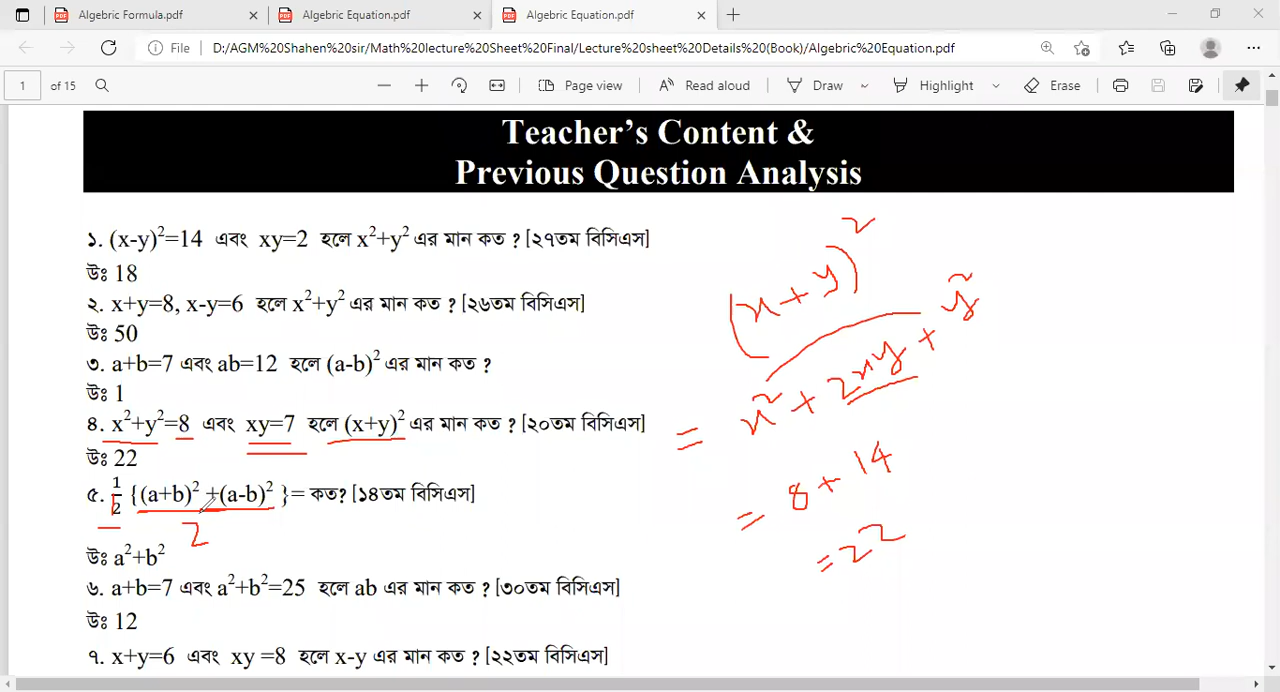 Algebric Formula.pdf
Algebric Equation.pdf
Algebric Equation.pdf
File D:/AGM%20Shahen%20sir/Math%20lecture%20Sheet%20Final/Lecture%20sheet%20Details%20(Book)/Algebric%20Equation.pdf
1 of 15 Page view Read aloud Draw Highlight Erase
Teacher's Content &
Previous Question Analysis
১. (x-y)²=14 এবং xy=2 হলে x²+y² এর মান কত ? [২৭তম বিসিএস]
উঃ 18
২. x+y=8, x-y=6 হলে x²+y² এর মান কত ? [২৬তম বিসিএস]
উঃ 50
৩. a+b=7 এবং ab=12 হলে (a-b)² এর মান কত ?
উঃ 1
৪. x²+y²=8 এবং xy=7 হলে (x+y)² এর মান কত ? [২০তম বিসিএস]
উঃ 22
৫. 1/2 {(a+b)² +(a-b)² }= কত? [১৪তম বিসিএস]
2
উঃ a²+b²
৬. a+b=7 এবং a²+b²=25 হলে ab এর মান কত ? [৩০তম বিসিএস]
উঃ 12
৭. x+y=6 এবং xy =8 হলে x-y এর মান কত ? [২২তম বিসিএস]
(x+y)²
= x²+2xy+y²
= 8+14
=22